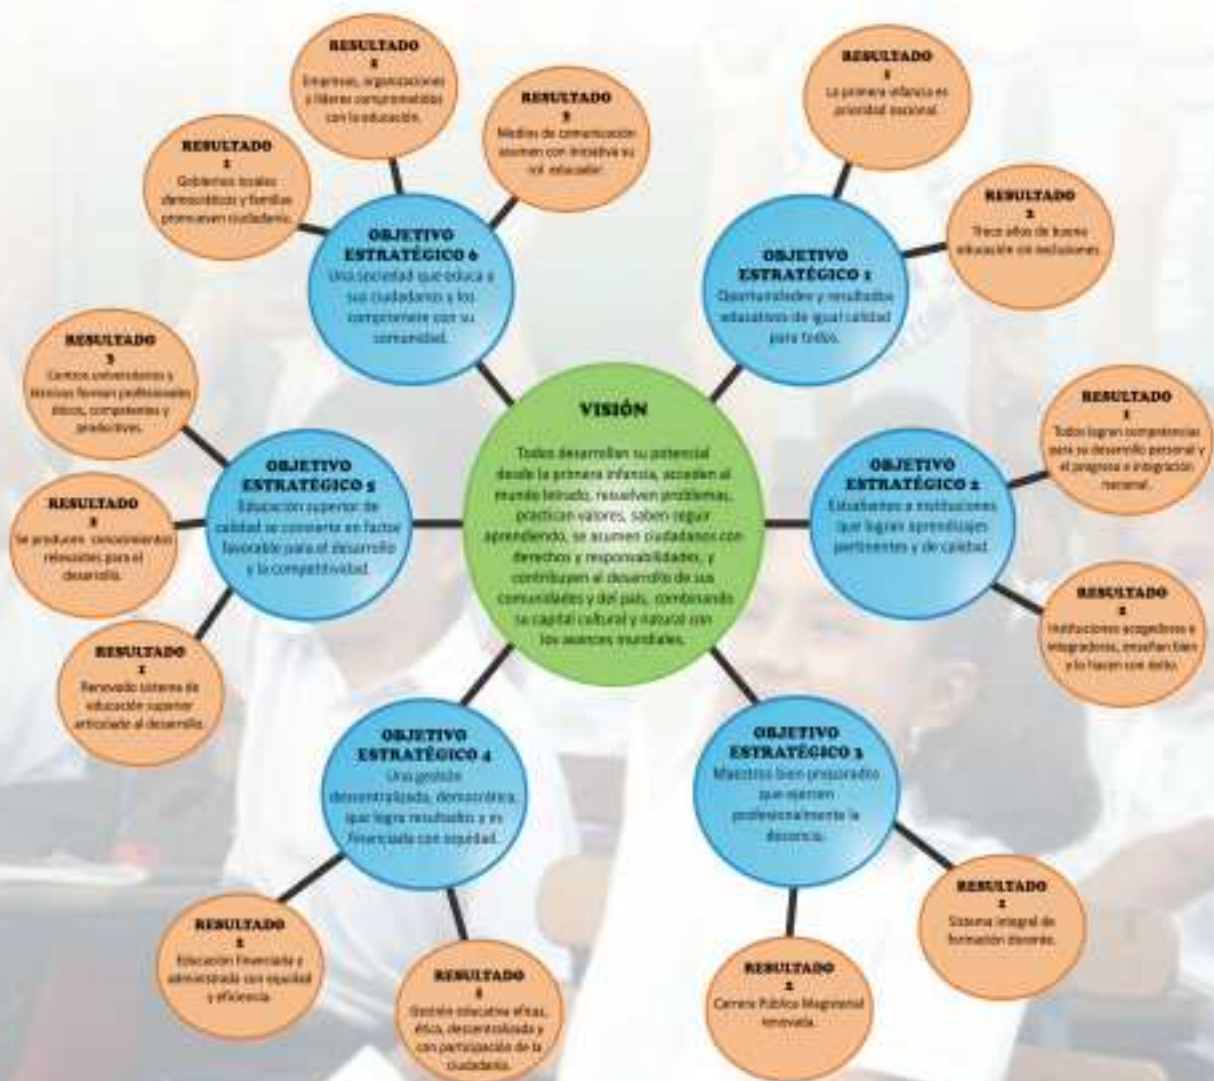 VISIÓN
Todos desarrollan su potencial
desde la primera infancia, acceden al
mundo letrado, resuelven problemas,
practican valores, saben seguir
aprendiendo, se asumen ciudadanos con
derechos y responsabilidades, y
contribuyen al desarrollo de sus
comunidades y del país, combinando
su capital cultural y natural con
los avances mundiales.
OBJETIVO
ESTRATÉGICO 1
Oportunidades y resultados
educativos de igual calidad
para todos.
RESULTADO
1
La primera infancia es
prioridad nacional.
RESULTADO
2
Trece años de buena
educación sin exclusiones.
OBJETIVO
ESTRATÉGICO 2
Estudiantes e instituciones
que logran aprendizajes
pertinentes y de calidad.
RESULTADO
1
Todos logran competencias
para su desarrollo personal y
el progreso e integración
nacional.
RESULTADO
2
Instituciones acogedoras e
integradoras, enseñan bien
y lo hacen con éxito.
OBJETIVO
ESTRATÉGICO 3
Maestros bien preparados
que ejercen
profesionalmente la
docencia.
RESULTADO
1
Sistema integral de
formación docente.
RESULTADO
2
Carrera Pública Magisterial
renovada.
OBJETIVO
ESTRATÉGICO 4
Una gestión
descentralizada, democrática,
que logra resultados y es
financiada con equidad.
RESULTADO
1
Gestión educativa eficaz,
ética, descentralizada y
con participación de la
ciudadanía.
RESULTADO
2
Educación financiada y
administrada con equidad
y eficiencia.
OBJETIVO
ESTRATÉGICO 5
Educación superior de
calidad se convierte en factor
favorable para el desarrollo
y la competitividad.
RESULTADO
1
Renovado sistema de
educación superior
articulado al desarrollo.
RESULTADO
2
Se producen conocimientos
relevantes para el
desarrollo.
RESULTADO
3
Centros universitarios y
técnicos forman profesionales
éticos, competentes y
productivos.
OBJETIVO
ESTRATÉGICO 6
Una sociedad que educa a
sus ciudadanos y los
compromete con su
comunidad.
RESULTADO
1
Gobiernos locales
democráticos y familias
promueven ciudadanía.
RESULTADO
2
Empresas, organizaciones
y líderes comprometidos
con la educación.
RESULTADO
3
Medios de comunicación
asumen con iniciativa su
rol educador.